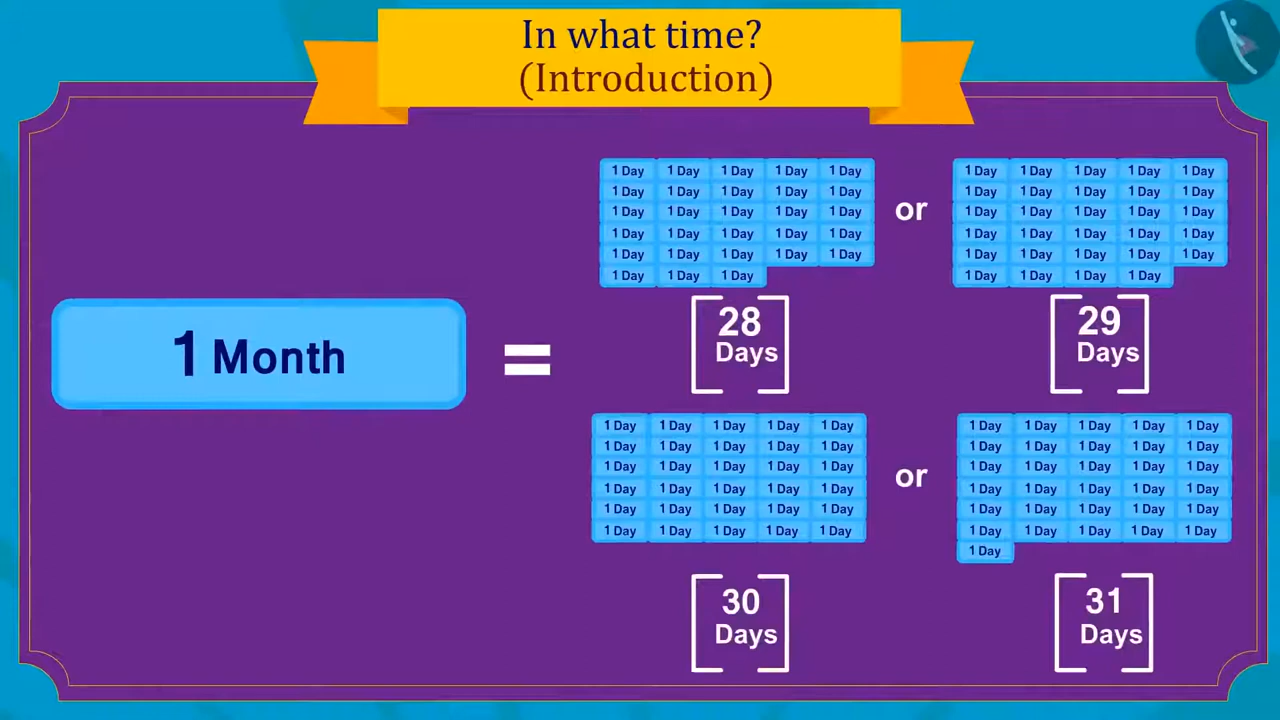 In what time?
(Introduction)
1 Day 1 Day 1 Day 1 Day 1 Day
1 Day 1 Day 1 Day 1 Day 1 Day
1 Day 1 Day 1 Day 1 Day 1 Day
1 Day 1 Day 1 Day 1 Day 1 Day
1 Day 1 Day 1 Day 1 Day 1 Day
1 Day 1 Day 1 Day
or
1 Day 1 Day 1 Day 1 Day 1 Day
1 Day 1 Day 1 Day 1 Day 1 Day
1 Day 1 Day 1 Day 1 Day 1 Day
1 Day 1 Day 1 Day 1 Day 1 Day
1 Day 1 Day 1 Day 1 Day 1 Day
1 Day 1 Day 1 Day 1 Day
28
Days
29
Days
1 Month
=
1 Day 1 Day 1 Day 1 Day 1 Day
1 Day 1 Day 1 Day 1 Day 1 Day
1 Day 1 Day 1 Day 1 Day 1 Day
1 Day 1 Day 1 Day 1 Day 1 Day
1 Day 1 Day 1 Day 1 Day 1 Day
1 Day 1 Day 1 Day 1 Day 1 Day
or
1 Day 1 Day 1 Day 1 Day 1 Day
1 Day 1 Day 1 Day 1 Day 1 Day
1 Day 1 Day 1 Day 1 Day 1 Day
1 Day 1 Day 1 Day 1 Day 1 Day
1 Day 1 Day 1 Day 1 Day 1 Day
1 Day 1 Day 1 Day 1 Day 1 Day
1 Day
30
Days
31
Days